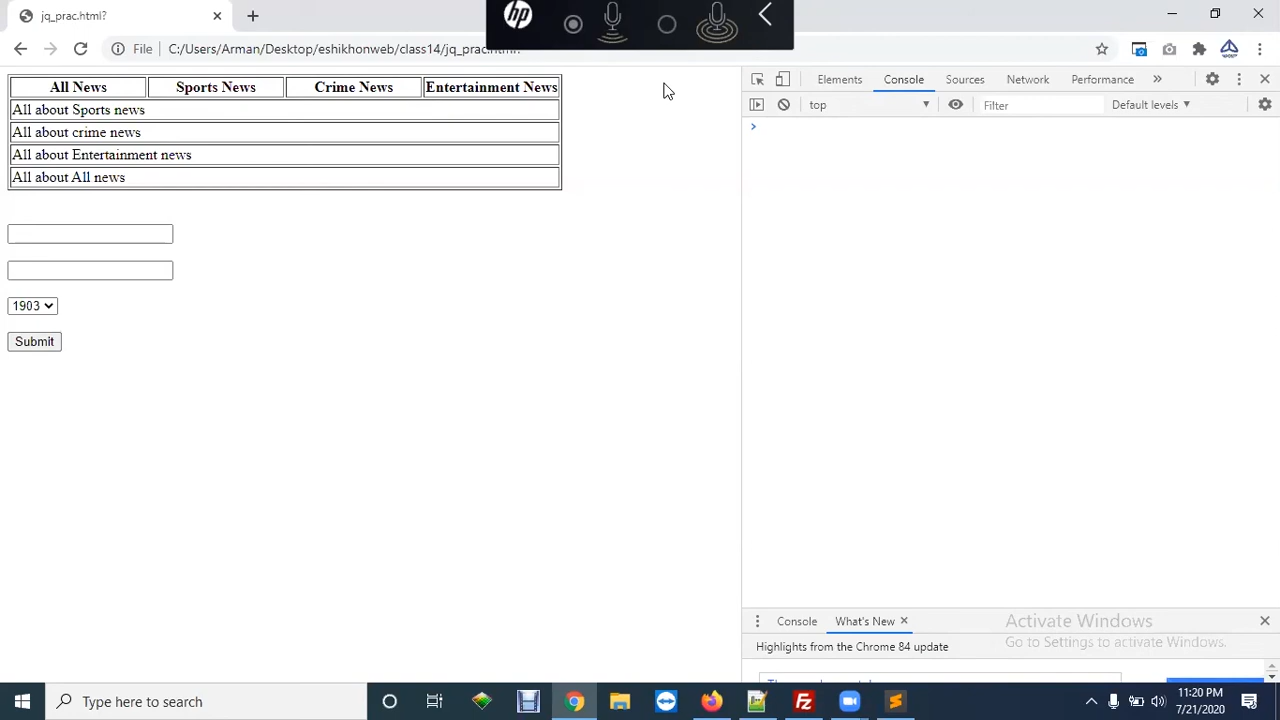 jq_prac.html?
hp
File
C:/Users/Arman/Desktop/eshikhonweb/class14/jq_prac.html?
All News
Sports News
Crime News
Entertainment News
All about Sports news
All about crime news
All about Entertainment news
All about All news
1903
Submit
Elements
Console
Sources
Network
Performance
top
Filter
Default levels
Console
What's New
Highlights from the Chrome 84 update
Activate Windows
Go to Settings to activate Windows.
Type here to search
11:20 PM
7/21/2020